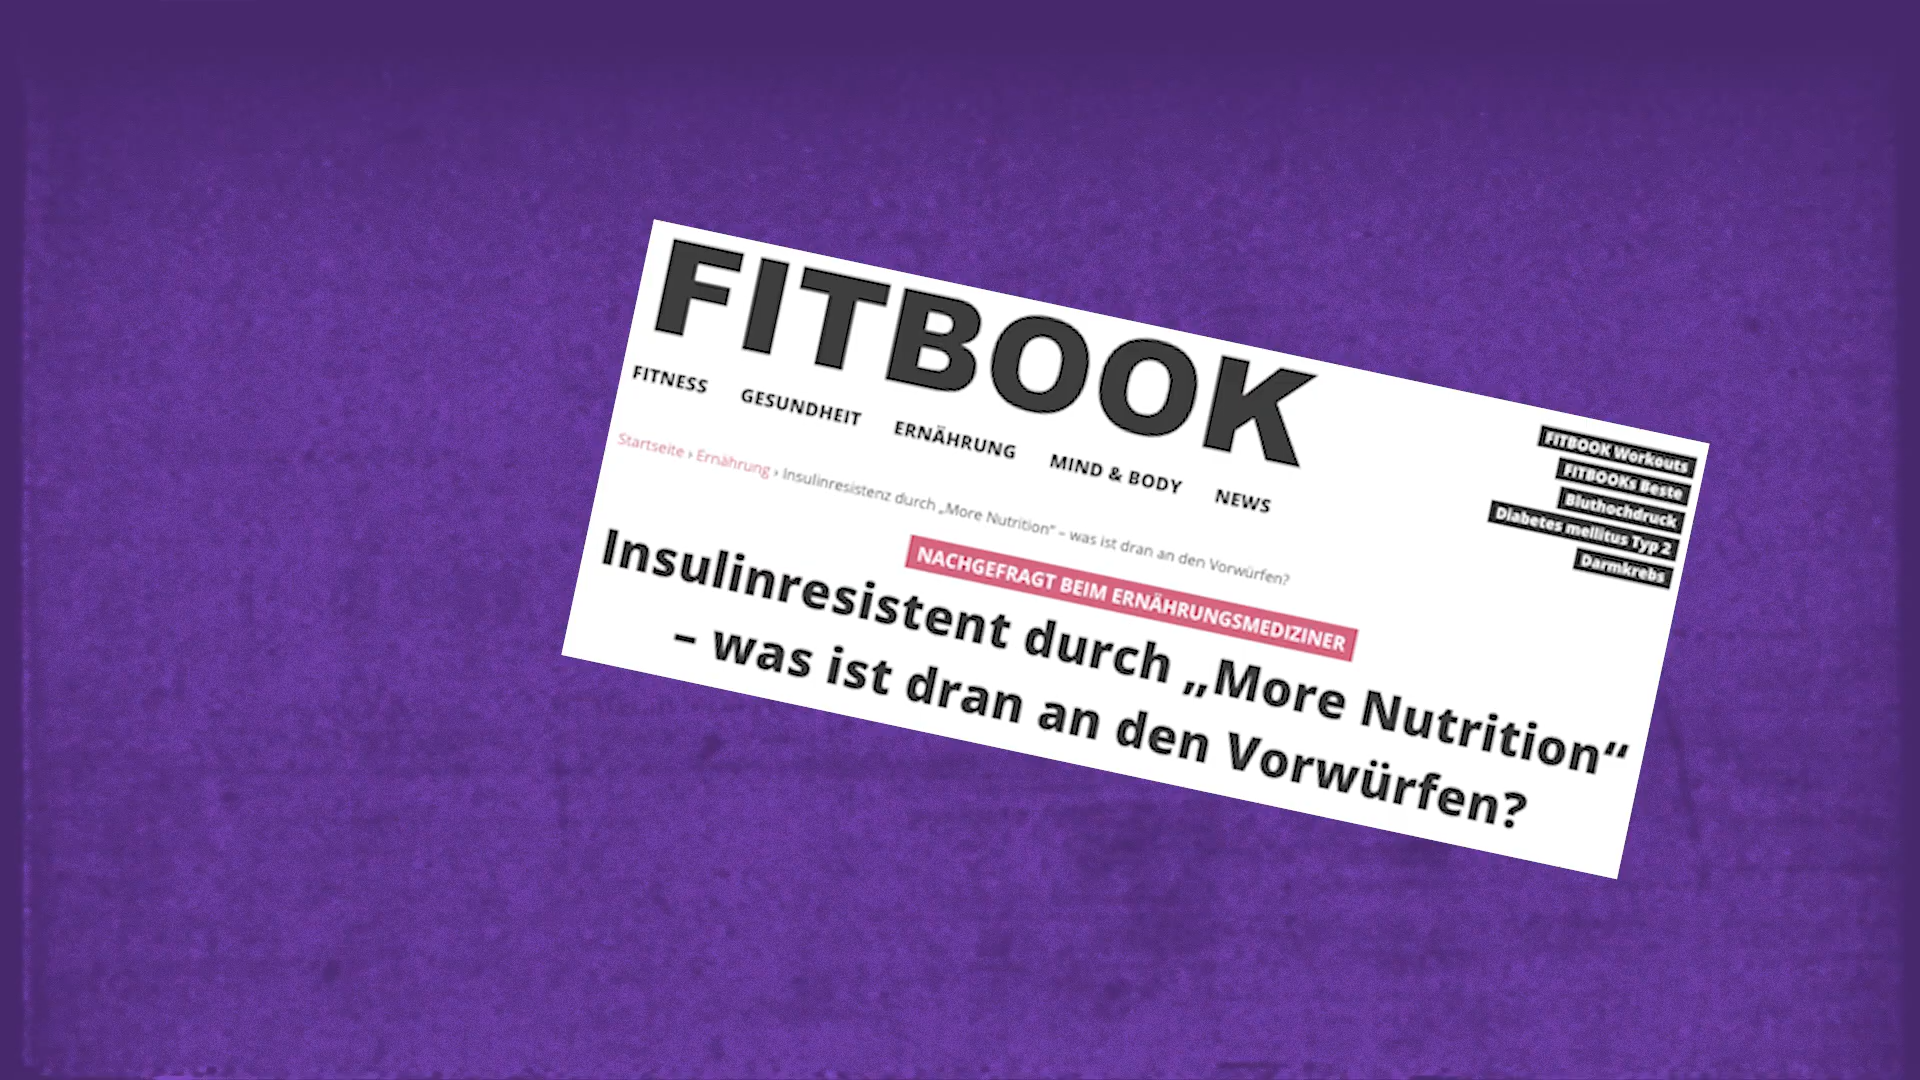 FITBOOK
FITNESS GESUNDHEIT ERNÄHRUNG MIND & BODY NEWS
FITBOOK Workouts
FITBOOKs Beste
Bluthochdruck
Diabetes mellitus Typ 2
Darmkrebs
Startseite › Ernährung › Insulinresistenz durch „More Nutrition“ – was ist dran an den Vorwürfen?
NACHGEFRAGT BEIM ERNÄHRUNGSMEDIZINER
Insulinresistent durch „More Nutrition“
– was ist dran an den Vorwürfen?